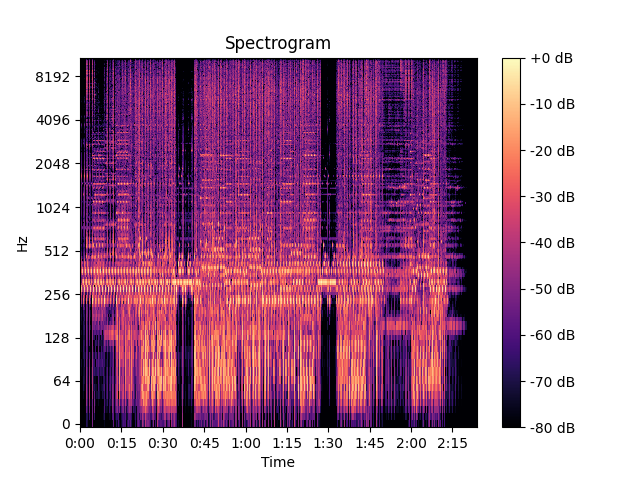 Spectrogram
Hz
8192
4096
2048
1024
512
256
128
64
0
0:00 0:15 0:30 0:45 1:00 1:15 1:30 1:45 2:00 2:15
Time
+0 dB
-10 dB
-20 dB
-30 dB
-40 dB
-50 dB
-60 dB
-70 dB
-80 dB